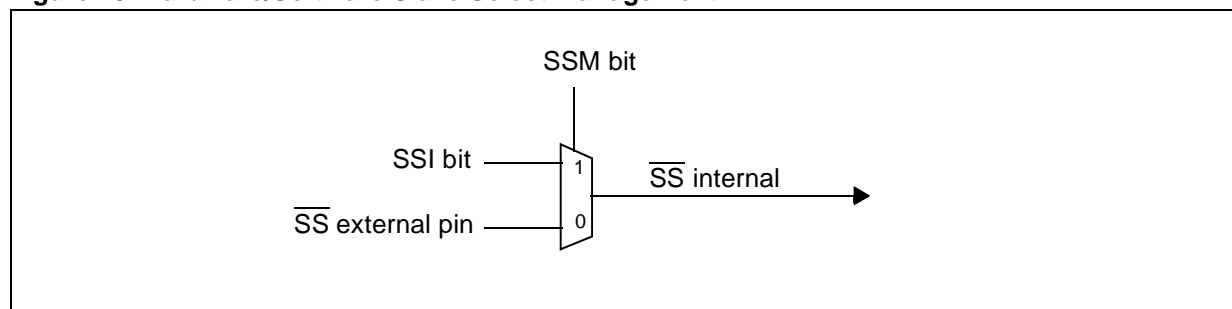 SSM bit
SSI bit
1
SS internal
SS external pin
0